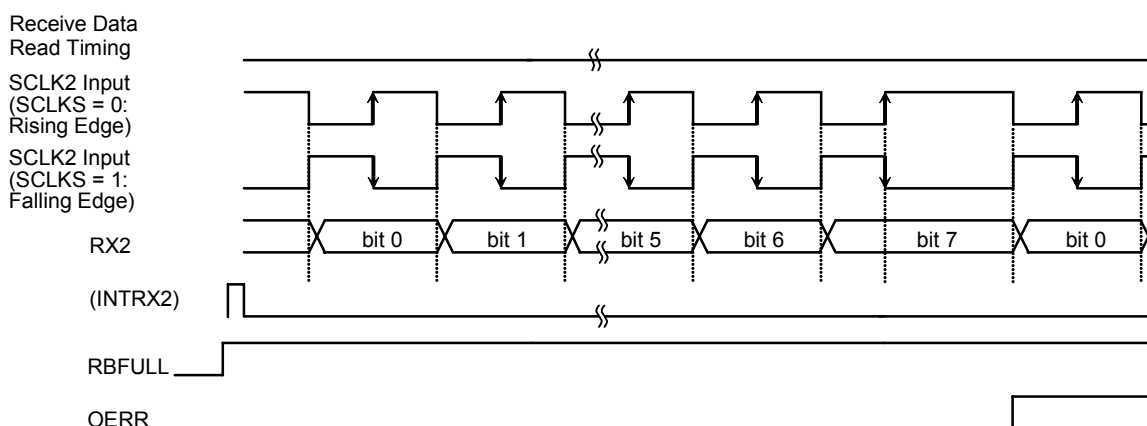 Receive Data
Read Timing
SCLK2 Input
(SCLKS = 0:
Rising Edge)
SCLK2 Input
(SCLKS = 1:
Falling Edge)
RX2
bit 0 bit 1 bit 5 bit 6 bit 7 bit 0
(INTRX2)
RBFULL
OERR